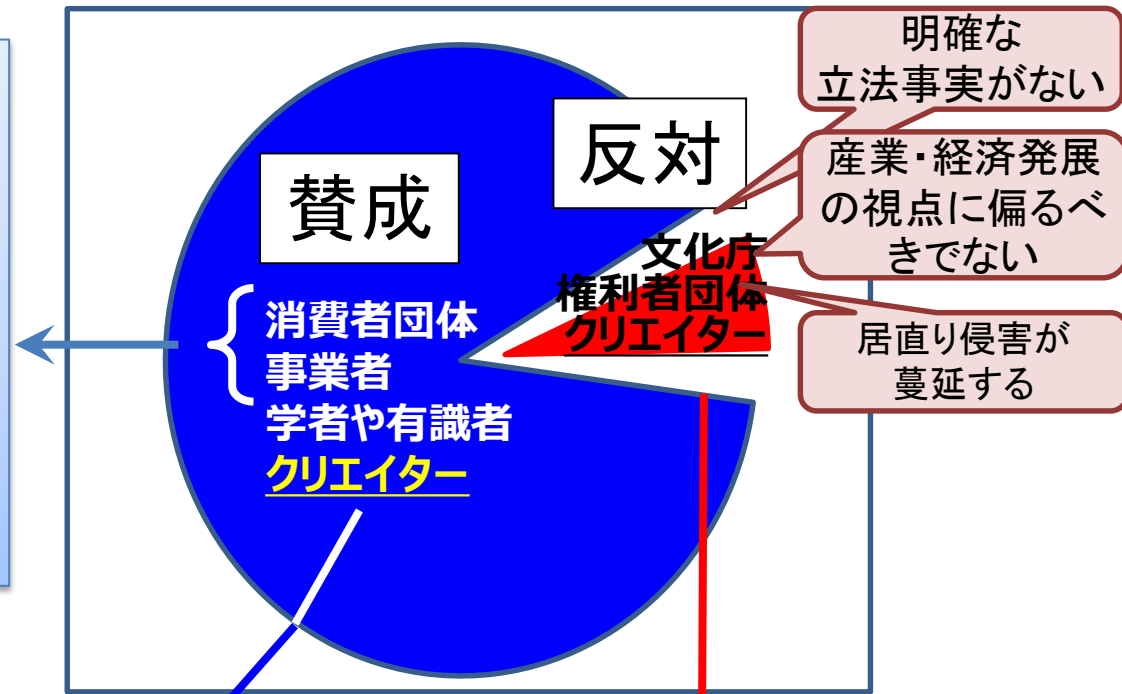 賛成
消費者団体
事業者
学者や有識者
クリエイター
反対
文化庁
権利者団体
クリエイター
明確な
立法事実がない
産業・経済発展
の視点に偏るべ
きでない
居直り侵害が
蔓延する